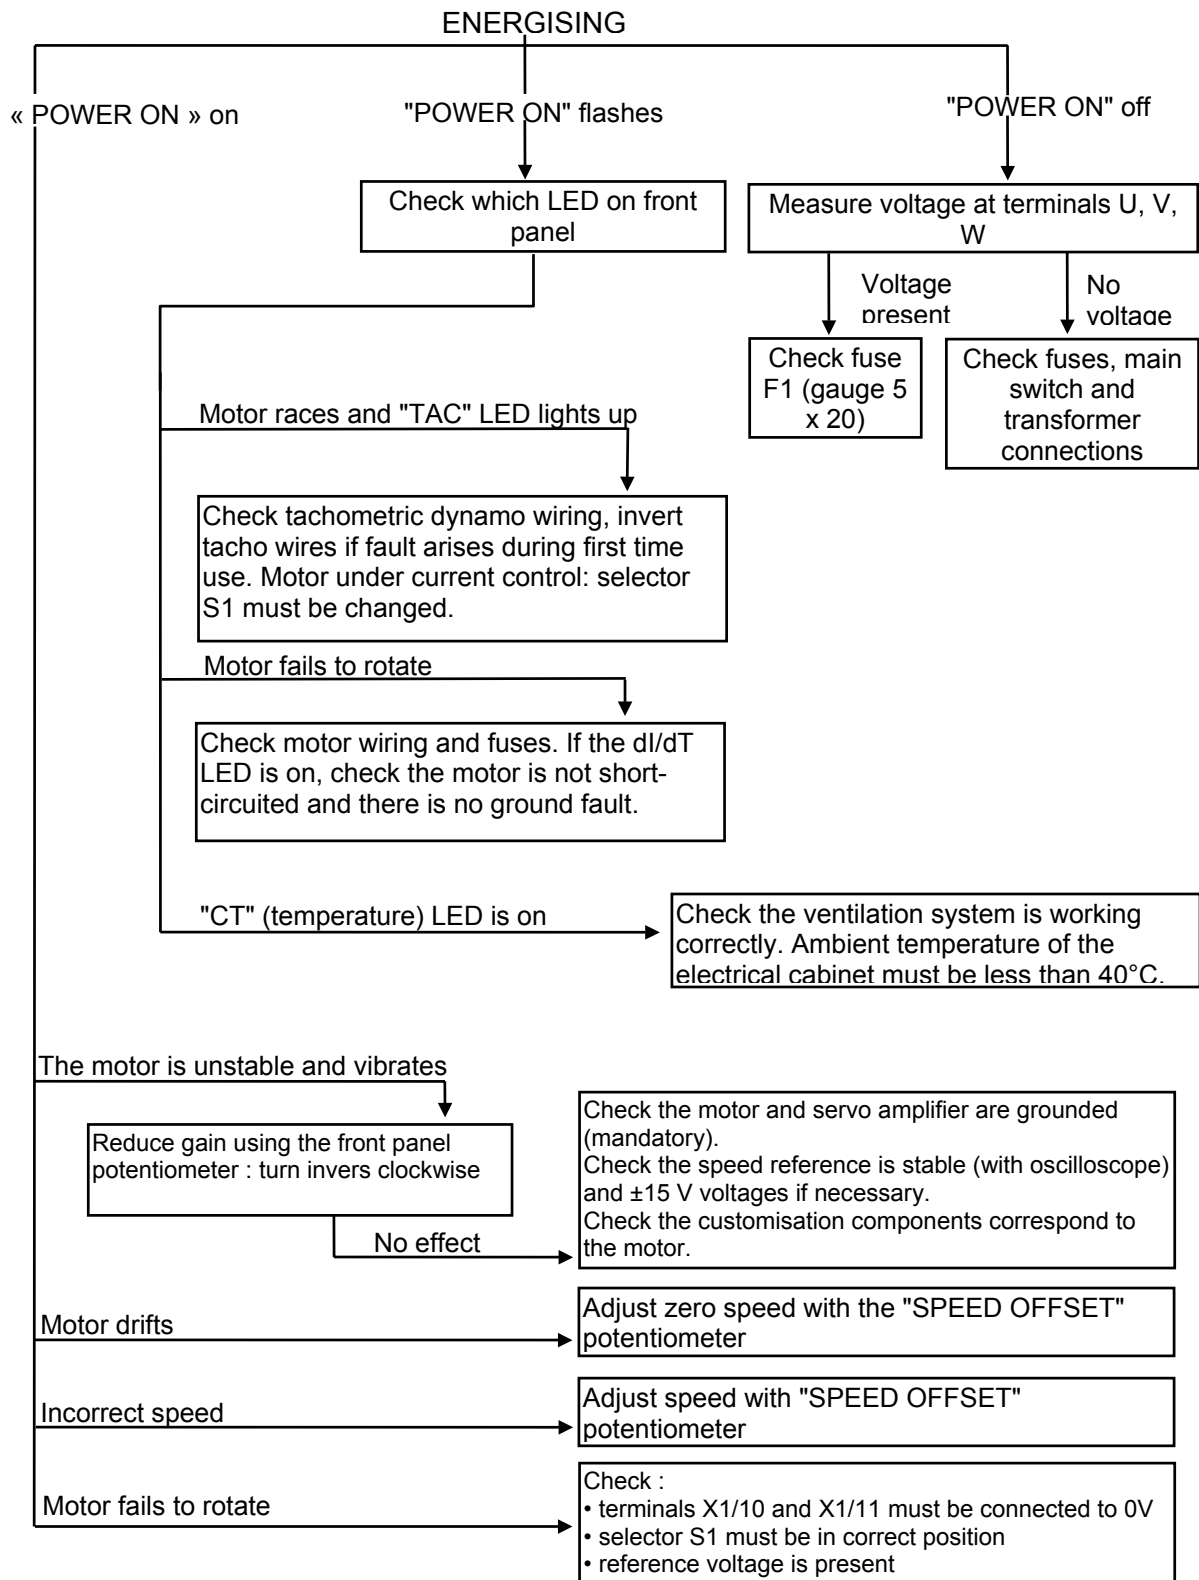 ENERGISING
« POWER ON » on
"POWER ON" flashes
"POWER ON" off
Check which LED on front
panel
Measure voltage at terminals U, V,
W
Voltage
present
No
voltage
Check fuse
F1 (gauge 5
x 20)
Check fuses, main
switch and
transformer
connections
Motor races and "TAC" LED lights up
Check tachometric dynamo wiring, invert
tacho wires if fault arises during first time
use. Motor under current control: selector
S1 must be changed.
Motor fails to rotate
Check motor wiring and fuses. If the dI/dT
LED is on, check the motor is not short-
circuited and there is no ground fault.
"CT" (temperature) LED is on
Check the ventilation system is working
correctly. Ambient temperature of the
electrical cabinet must be less than 40°C.
The motor is unstable and vibrates
Reduce gain using the front panel
potentiometer : turn invers clockwise
No effect
Check the motor and servo amplifier are grounded
(mandatory).
Check the speed reference is stable (with oscilloscope)
and ±15 V voltages if necessary.
Check the customisation components correspond to
the motor.
Motor drifts
Adjust zero speed with the "SPEED OFFSET"
potentiometer
Incorrect speed
Adjust speed with "SPEED OFFSET"
potentiometer
Motor fails to rotate
Check :
• terminals X1/10 and X1/11 must be connected to 0V
• selector S1 must be in correct position
• reference voltage is present